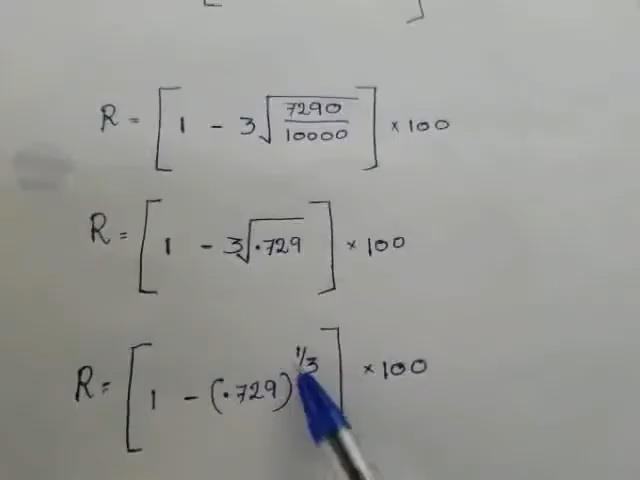 R = [ 1 - 3√7290/10000 ] × 100
R = [ 1 - 3√.729 ] × 100
R = [ 1 - (.729)^1/3 ] × 100